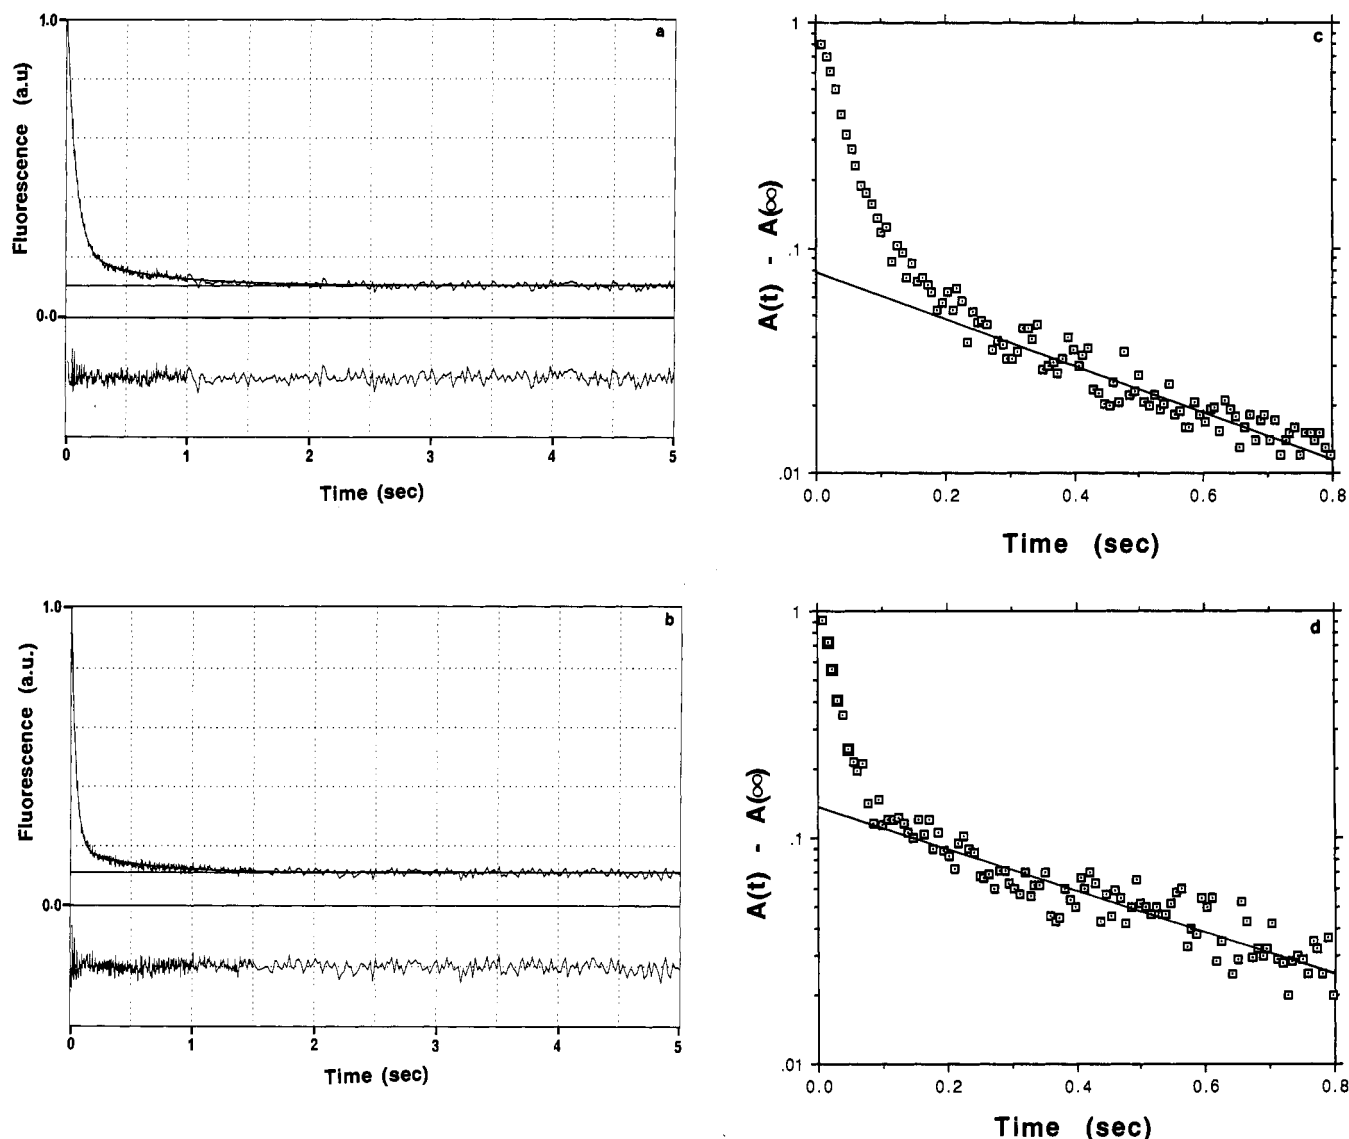 a
1.0
Fluorescence (a.u)
0.0
0 1 2 3 4 5
Time (sec)
b
1.0
Fluorescence (a.u.)
0.0
0 1 2 3 4 5
Time (sec)
c
1
.1
.01
A(t) - A(∞)
0.0 0.2 0.4 0.6 0.8
Time (sec)
d
1
.1
.01
A(t) - A(∞)
0.0 0.2 0.4 0.6 0.8
Time (sec)